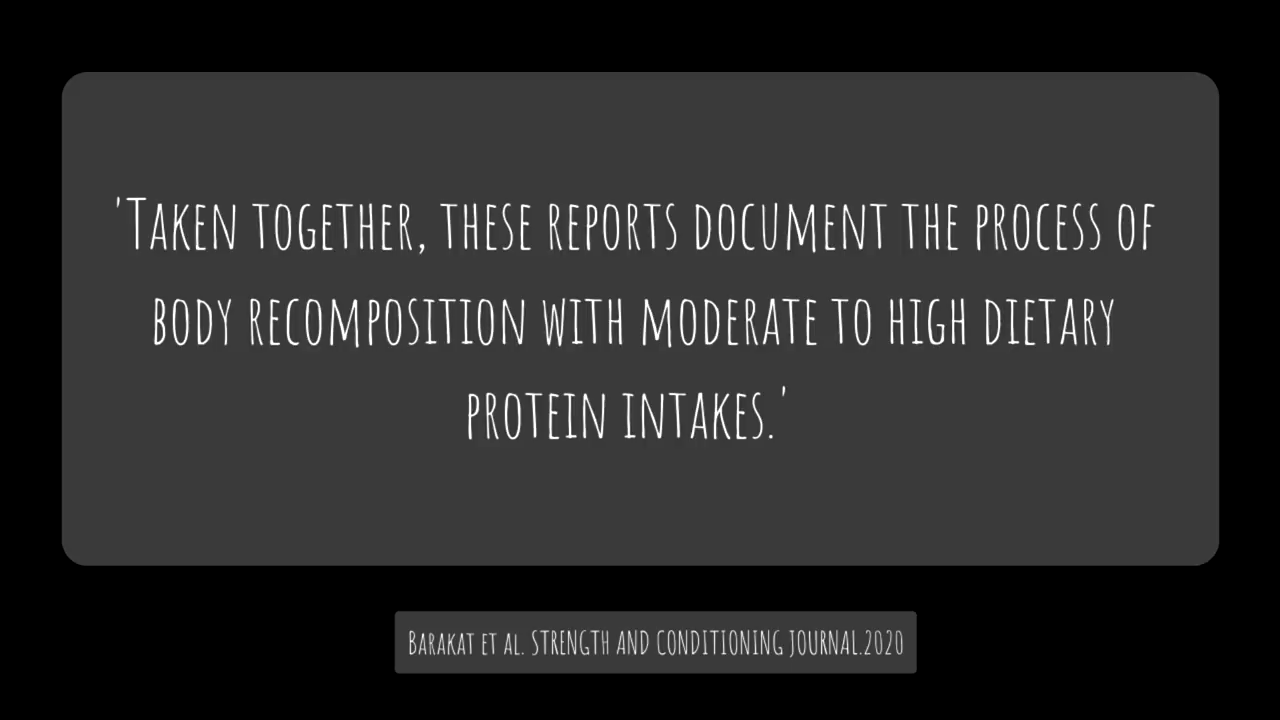 'Taken together, these reports document the process of
body recomposition with moderate to high dietary
protein intakes.'
Barakat et al. STRENGTH AND CONDITIONING JOURNAL.2020